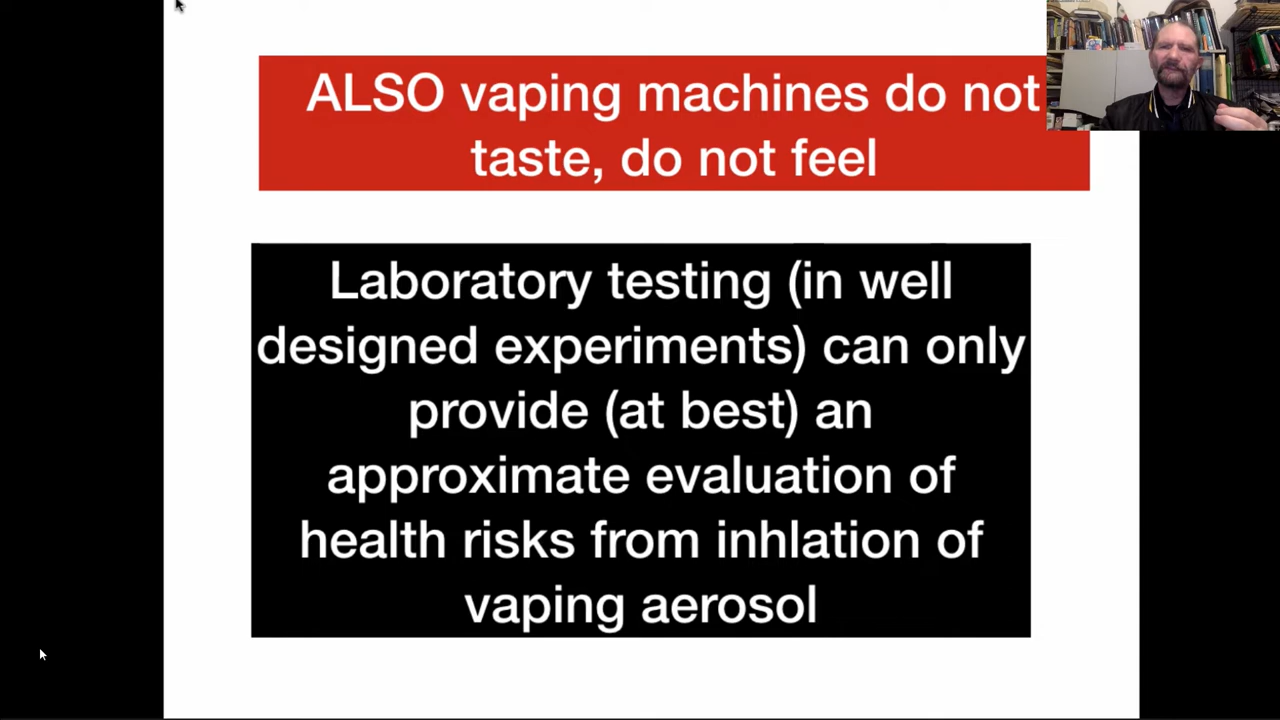 ALSO vaping machines do not
taste, do not feel
Laboratory testing (in well
designed experiments) can only
provide (at best) an
approximate evaluation of
health risks from inhlation of
vaping aerosol